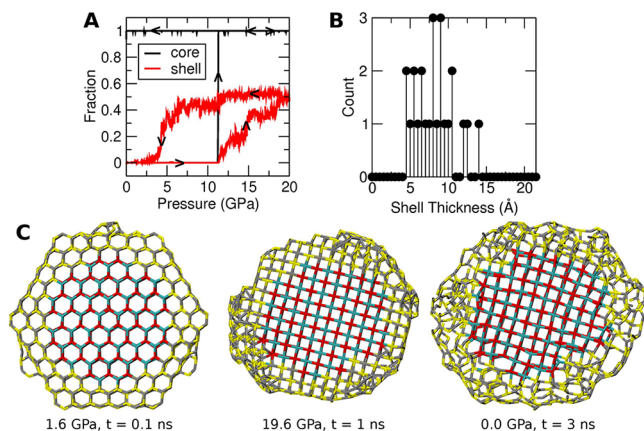 A
B
core
shell
Fraction
1
0.8
0.6
0.4
0.2
0
0 5 10 15 20
Pressure (GPa)
Count
3
2
1
0
0 5 10 15 20
Shell Thickness (Å)
C
1.6 GPa, t = 0.1 ns
19.6 GPa, t = 1 ns
0.0 GPa, t = 3 ns